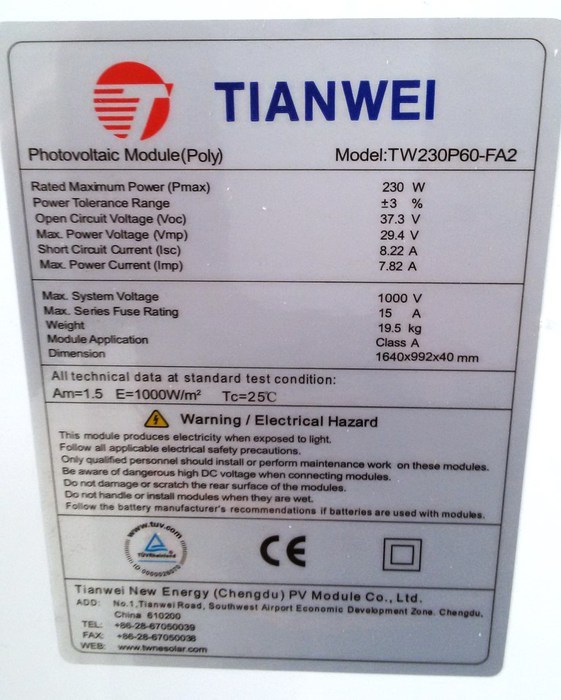 TIANWEI
Photovoltaic Module(Poly) Model:TW230P60-FA2
Rated Maximum Power (Pmax) 230 W
Power Tolerance Range ±3 %
Open Circuit Voltage (Voc) 37.3 V
Max. Power Voltage (Vmp) 29.4 V
Short Circuit Current (Isc) 8.22 A
Max. Power Current (Imp) 7.82 A
Max. System Voltage 1000 V
Max. Series Fuse Rating 15 A
Weight 19.5 kg
Module Application Class A
Dimension 1640x992x40 mm
All technical data at standard test condition:
Am=1.5 E=1000W/m² Tc=25℃
Warning / Electrical Hazard
This module produces electricity when exposed to light.
Follow all applicable electrical safety precautions.
Only qualified personnel should install or perform maintenance work on these modules.
Be aware of dangerous high DC voltage when connecting modules.
Do not damage or scratch the rear surface of the modules.
Do not handle or install modules when they are wet.
Follow the battery manufacturer's recommendations if batteries are used with modules.
www.tuv.com
TÜVRheinland
CE
Tianwei New Energy (Chengdu) PV Module Co., Ltd.
ADD: No.1,Tianwei Road, Southwest Airport Economic Development Zone. Chengdu,
China 610200
TEL: +86-28-67050039
FAX: +86-28-67050038
WEB: www.twnesolar.com